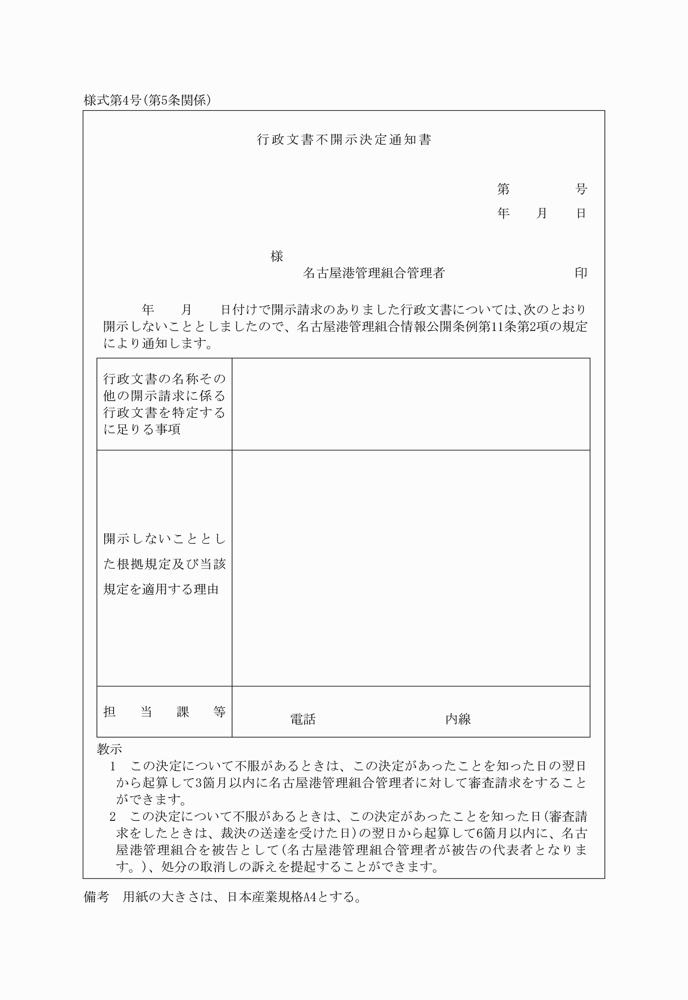 様式第4号(第5条関係)
行政文書不開示決定通知書
第　　　　　号
年　　月　　日
様
名古屋港管理組合管理者　　　　　　　　　　印
年　　月　　日付けで開示請求のありました行政文書については、次のとおり
開示しないこととしましたので、名古屋港管理組合情報公開条例第11条第2項の規定
により通知します。
行政文書の名称その
他の開示請求に係る
行政文書を特定する
に足りる事項
開示しないこととし
た根拠規定及び当該
規定を適用する理由
担　当　課　等
電話　　　　　　　　　　内線
教示
1　この決定について不服があるときは、この決定があったことを知った日の翌日
から起算して3箇月以内に名古屋港管理組合管理者に対して審査請求をすること
ができます。
2　この決定について不服があるときは、この決定があったことを知った日(審査請
求をしたときは、裁決の送達を受けた日)の翌日から起算して6箇月以内に、名古
屋港管理組合を被告として(名古屋港管理組合管理者が被告の代表者となりま
す。)、処分の取消しの訴えを提起することができます。
備考　用紙の大きさは、日本産業規格A4とする。